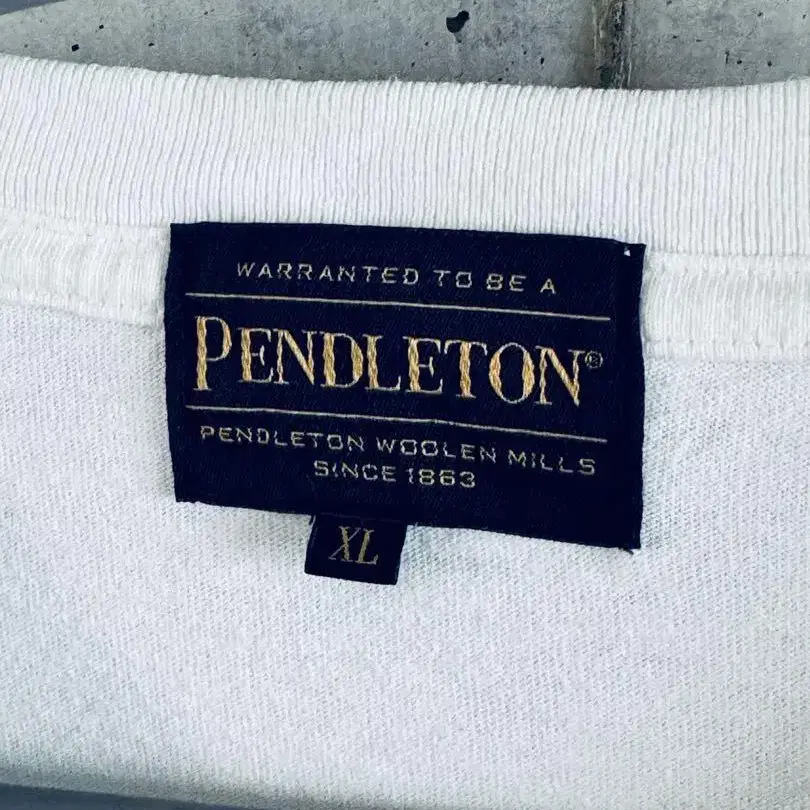 WARRANTED TO BE A
PENDLETON®
PENDLETON WOOLEN MILLS
SINCE 1863
XL